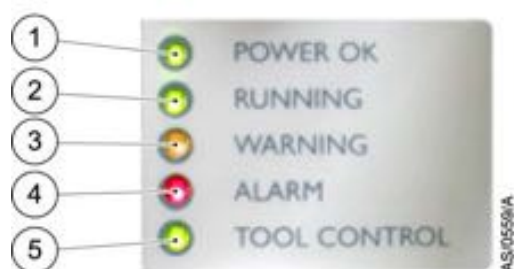 1 POWER OK
2 RUNNING
3 WARNING
4 ALARM
5 TOOL CONTROL
AS/0559/A